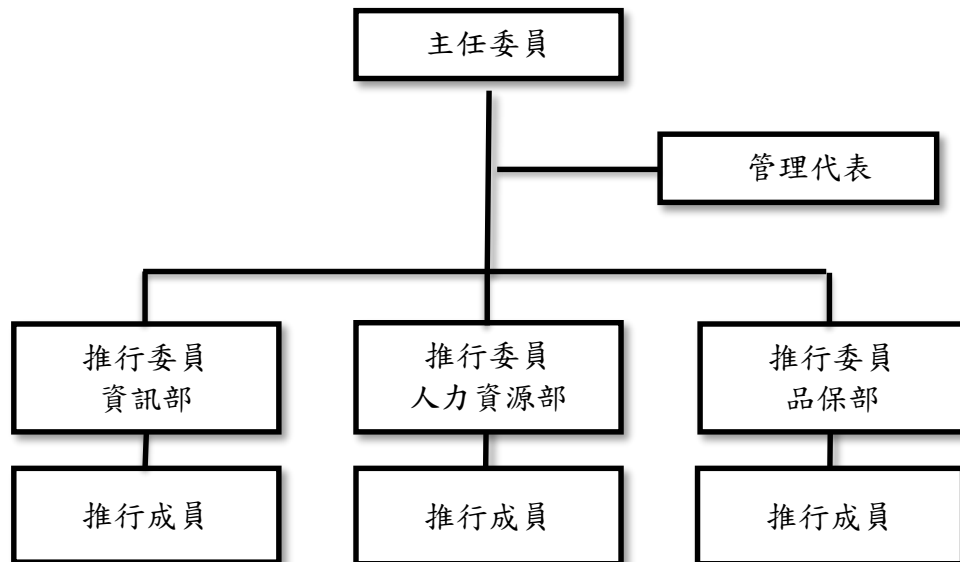 主任委員
管理代表
推行委員
資訊部
推行委員
人力資源部
推行委員
品保部
推行成員
推行成員
推行成員